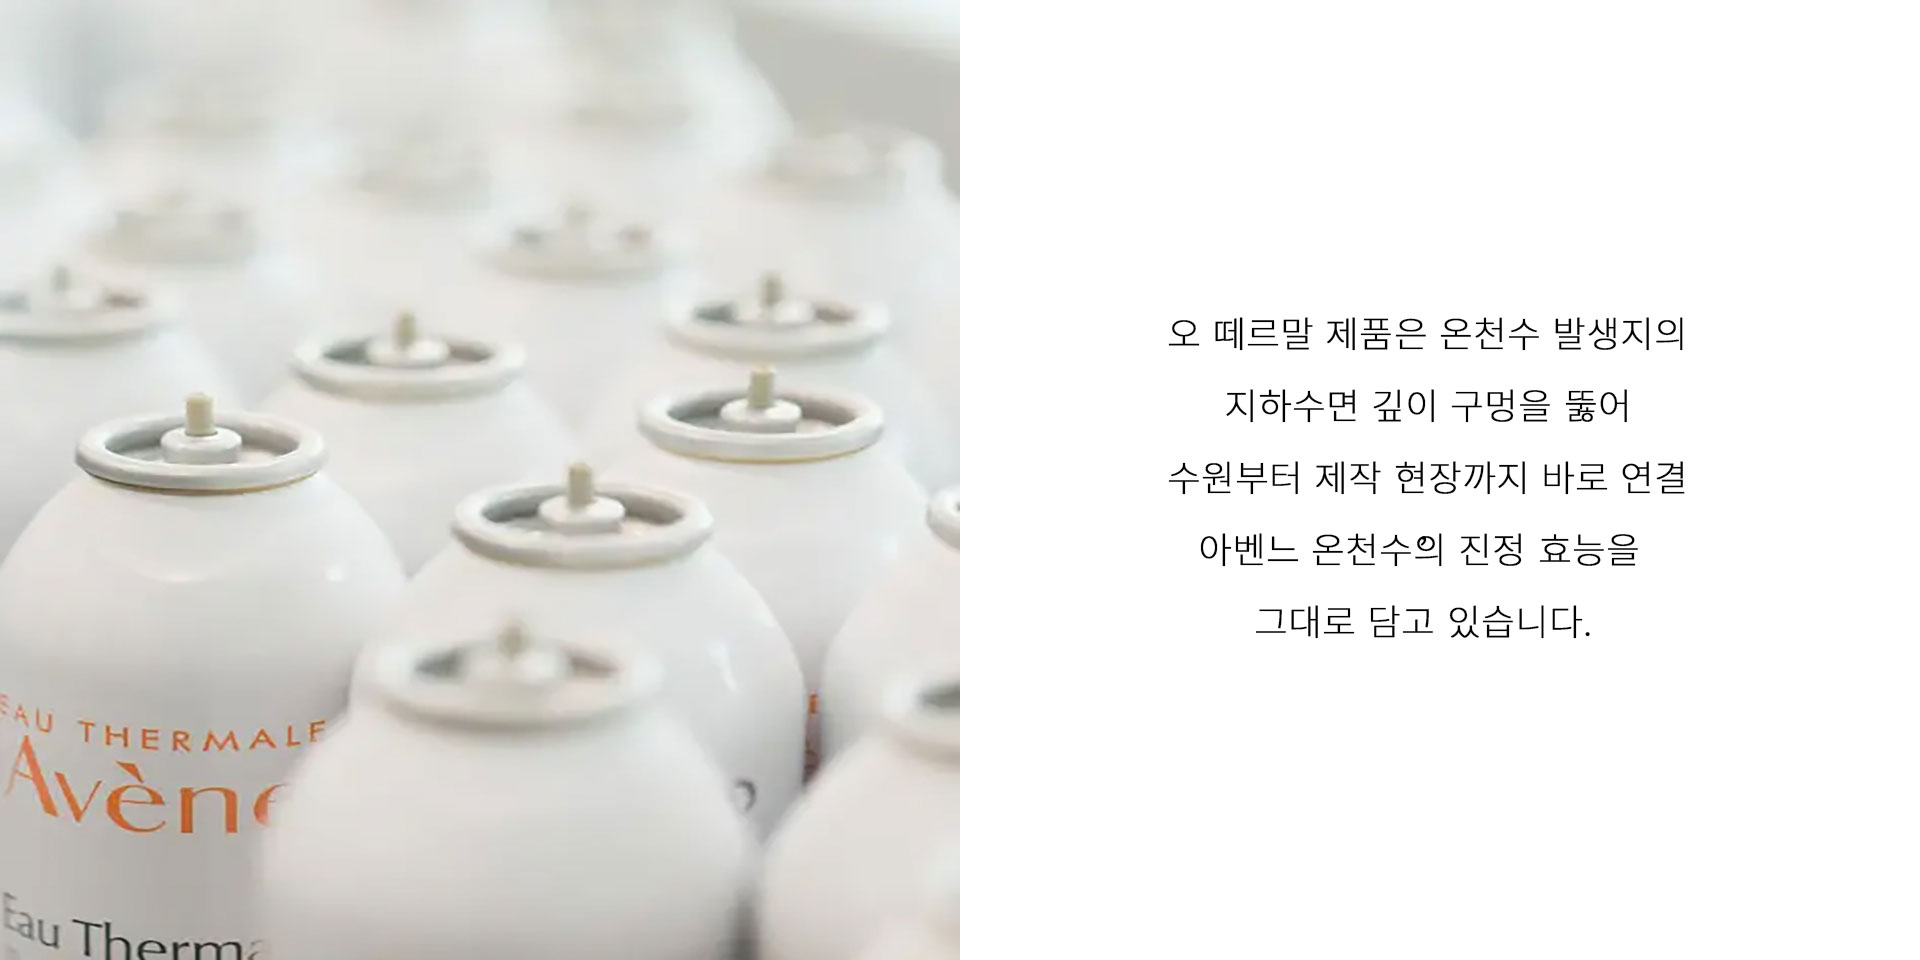 EAU THERMALE
Avène
Eau Therma
오 떼르말 제품은 온천수 발생지의
지하수면 깊이 구멍을 뚫어
수원부터 제작 현장까지 바로 연결
아벤느 온천수의 진정 효능을
그대로 담고 있습니다.